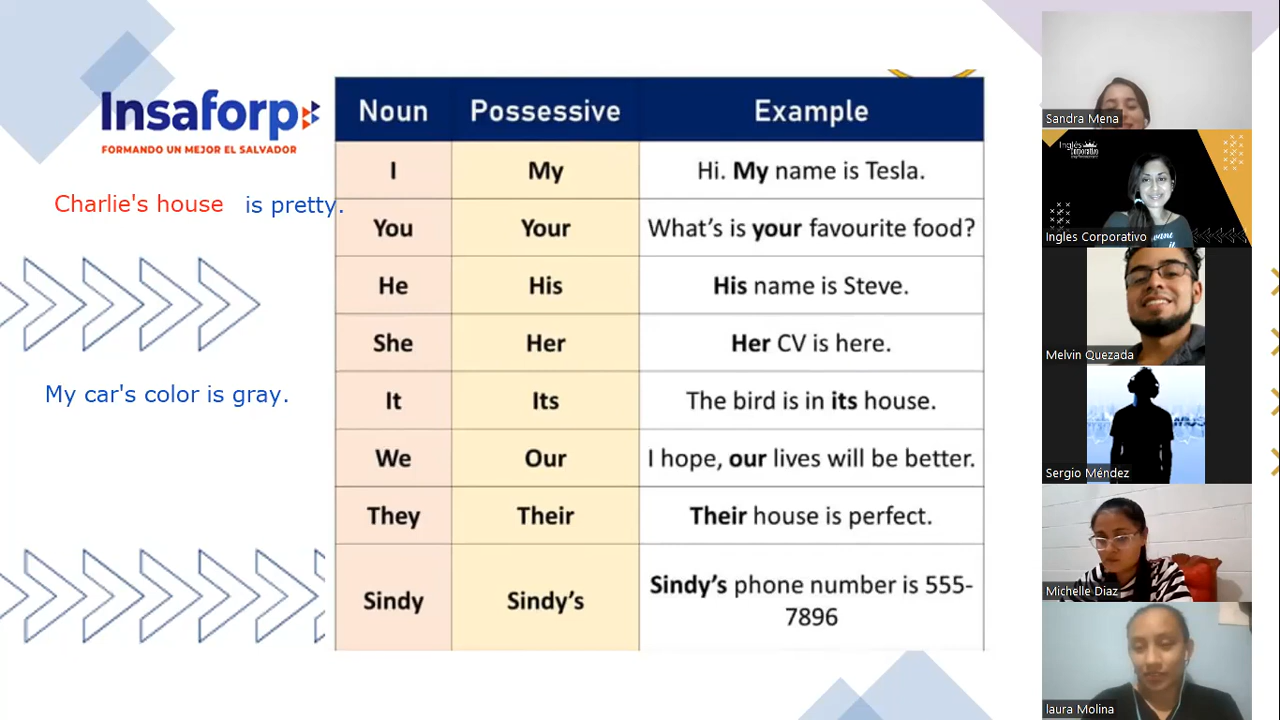 Insaforp
FORMANDO UN MEJOR EL SALVADOR
Charlie's house is pretty.
My car's color is gray.
Noun Possessive Example
I My Hi. My name is Tesla.
You Your What's is your favourite food?
He His His name is Steve.
She Her Her CV is here.
It Its The bird is in its house.
We Our I hope, our lives will be better.
They Their Their house is perfect.
Sindy Sindy's Sindy's phone number is 555-
7896
Sandra Mena
Inglés
Corporativo
Ingles Corporativo
Melvin Quezada
Sergio Méndez
Michelle Diaz
laura Molina